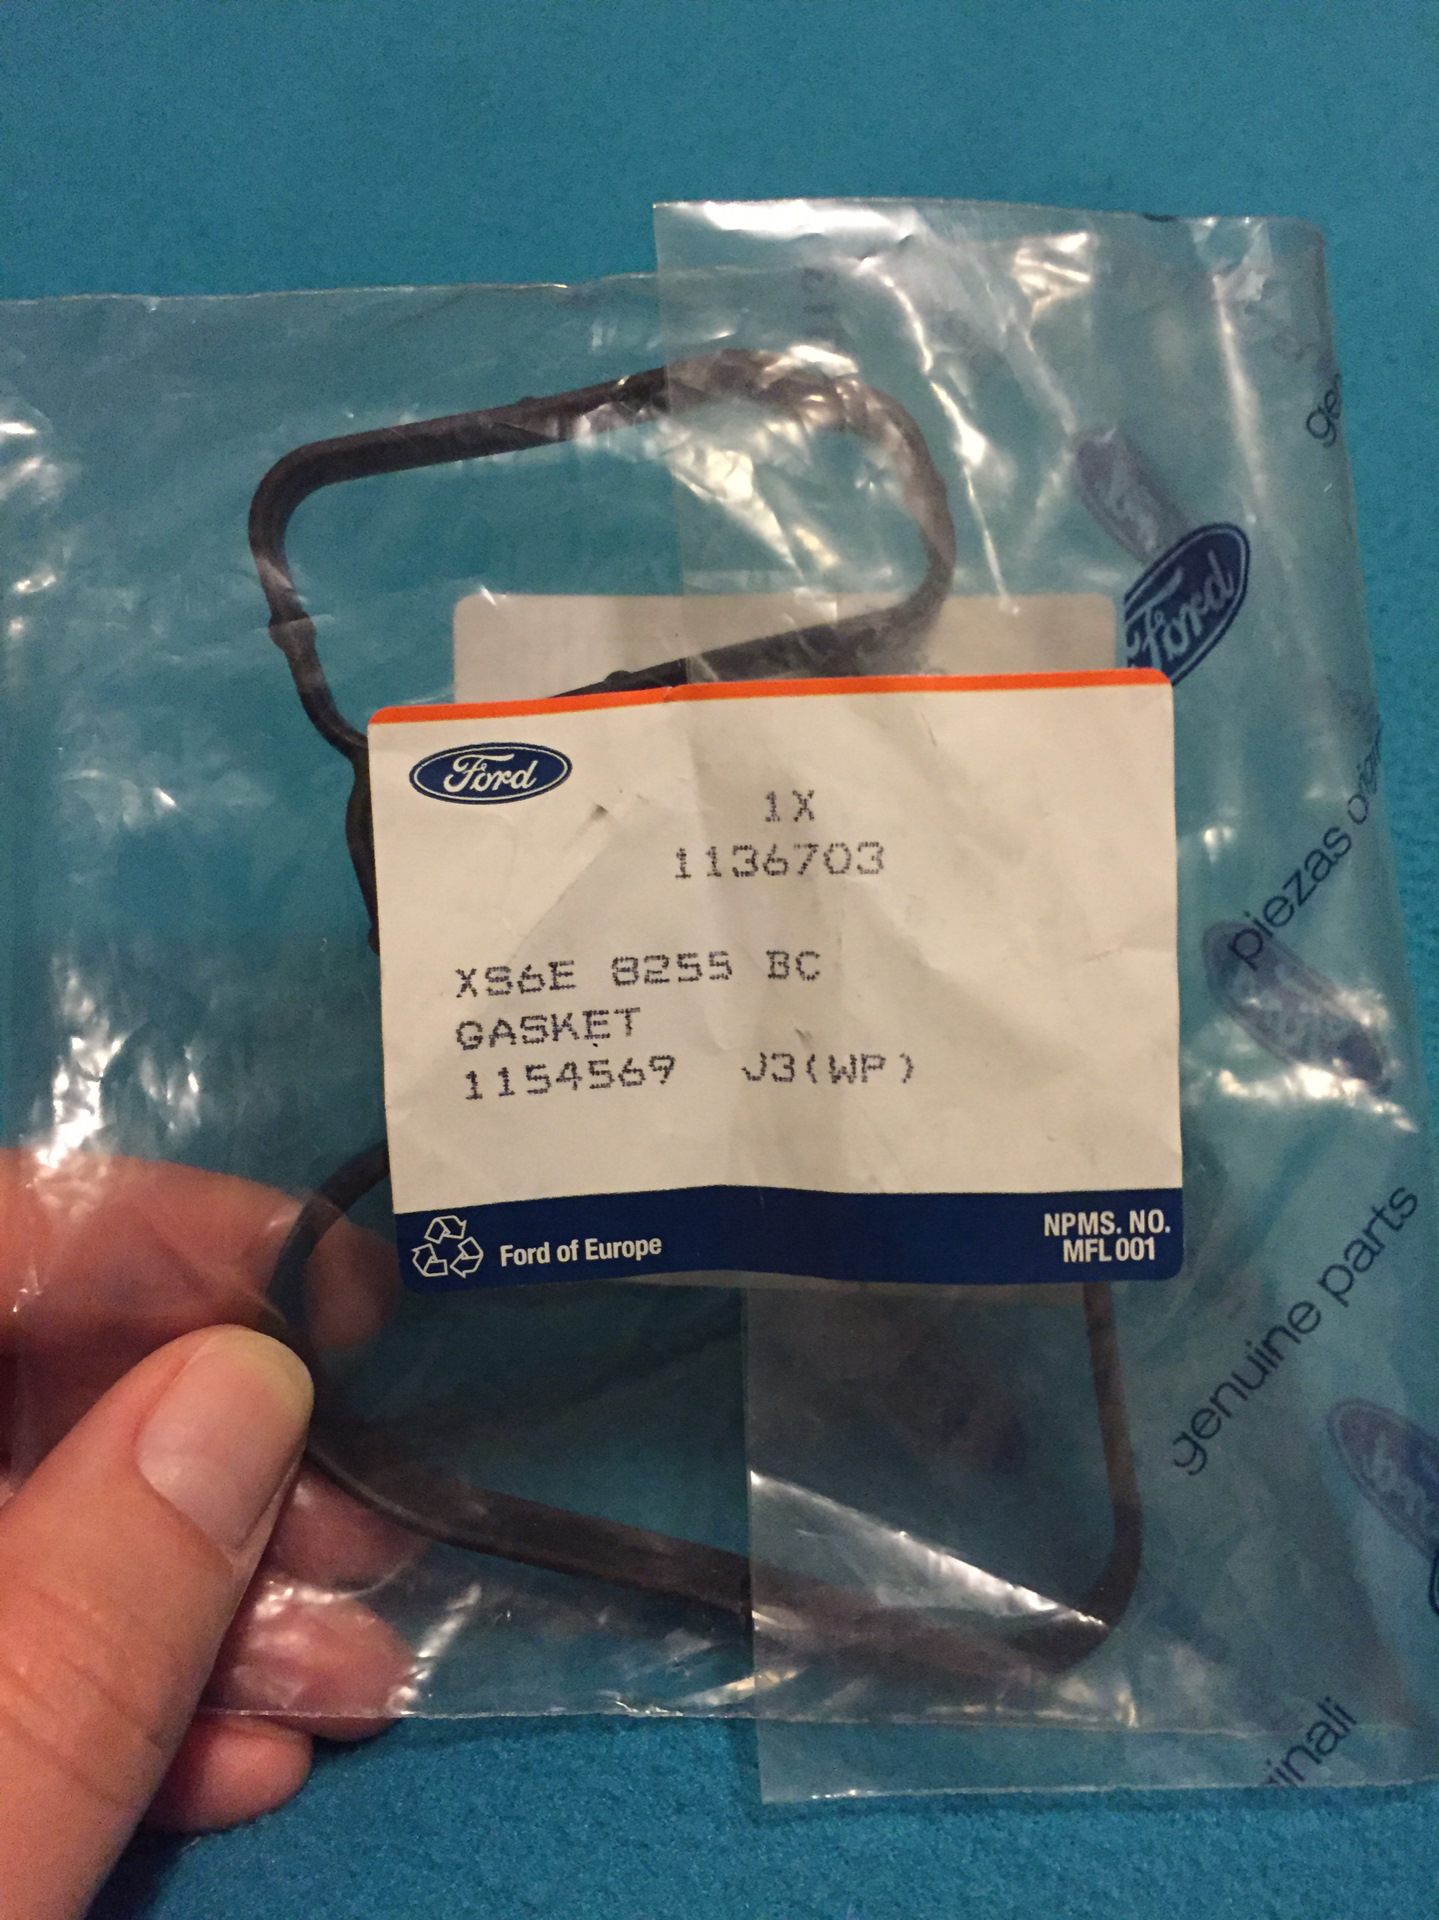 Ford
1X
1136703
XS6E 8255 BC
GASKET
1154569 J3(WP)
Ford of Europe
NPMS. NO.
MFL 001
Ford
piezas
genuine parts